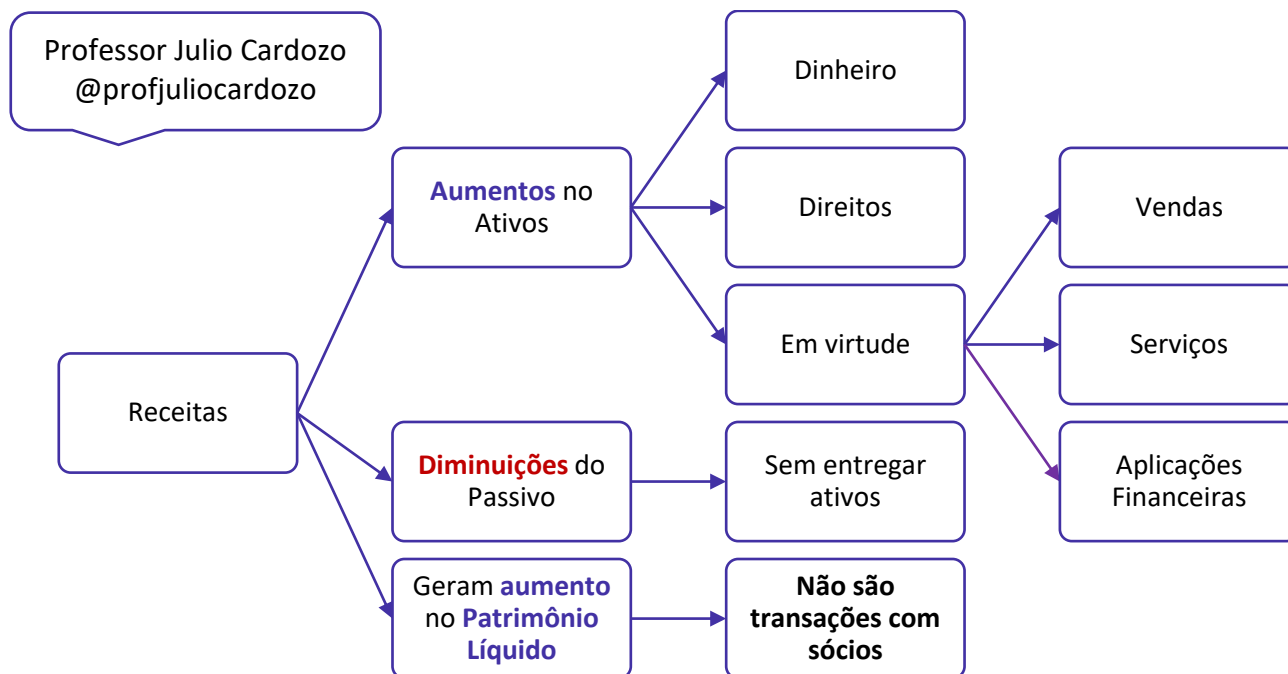 Professor Julio Cardozo
@profjuliocardozo
Dinheiro
Aumentos no
Ativos
Direitos
Vendas
Em virtude
Serviços
Receitas
Diminuições do
Passivo
Sem entregar
ativos
Aplicações
Financeiras
Geram aumento
no Patrimônio
Líquido
Não são
transações com
sócios